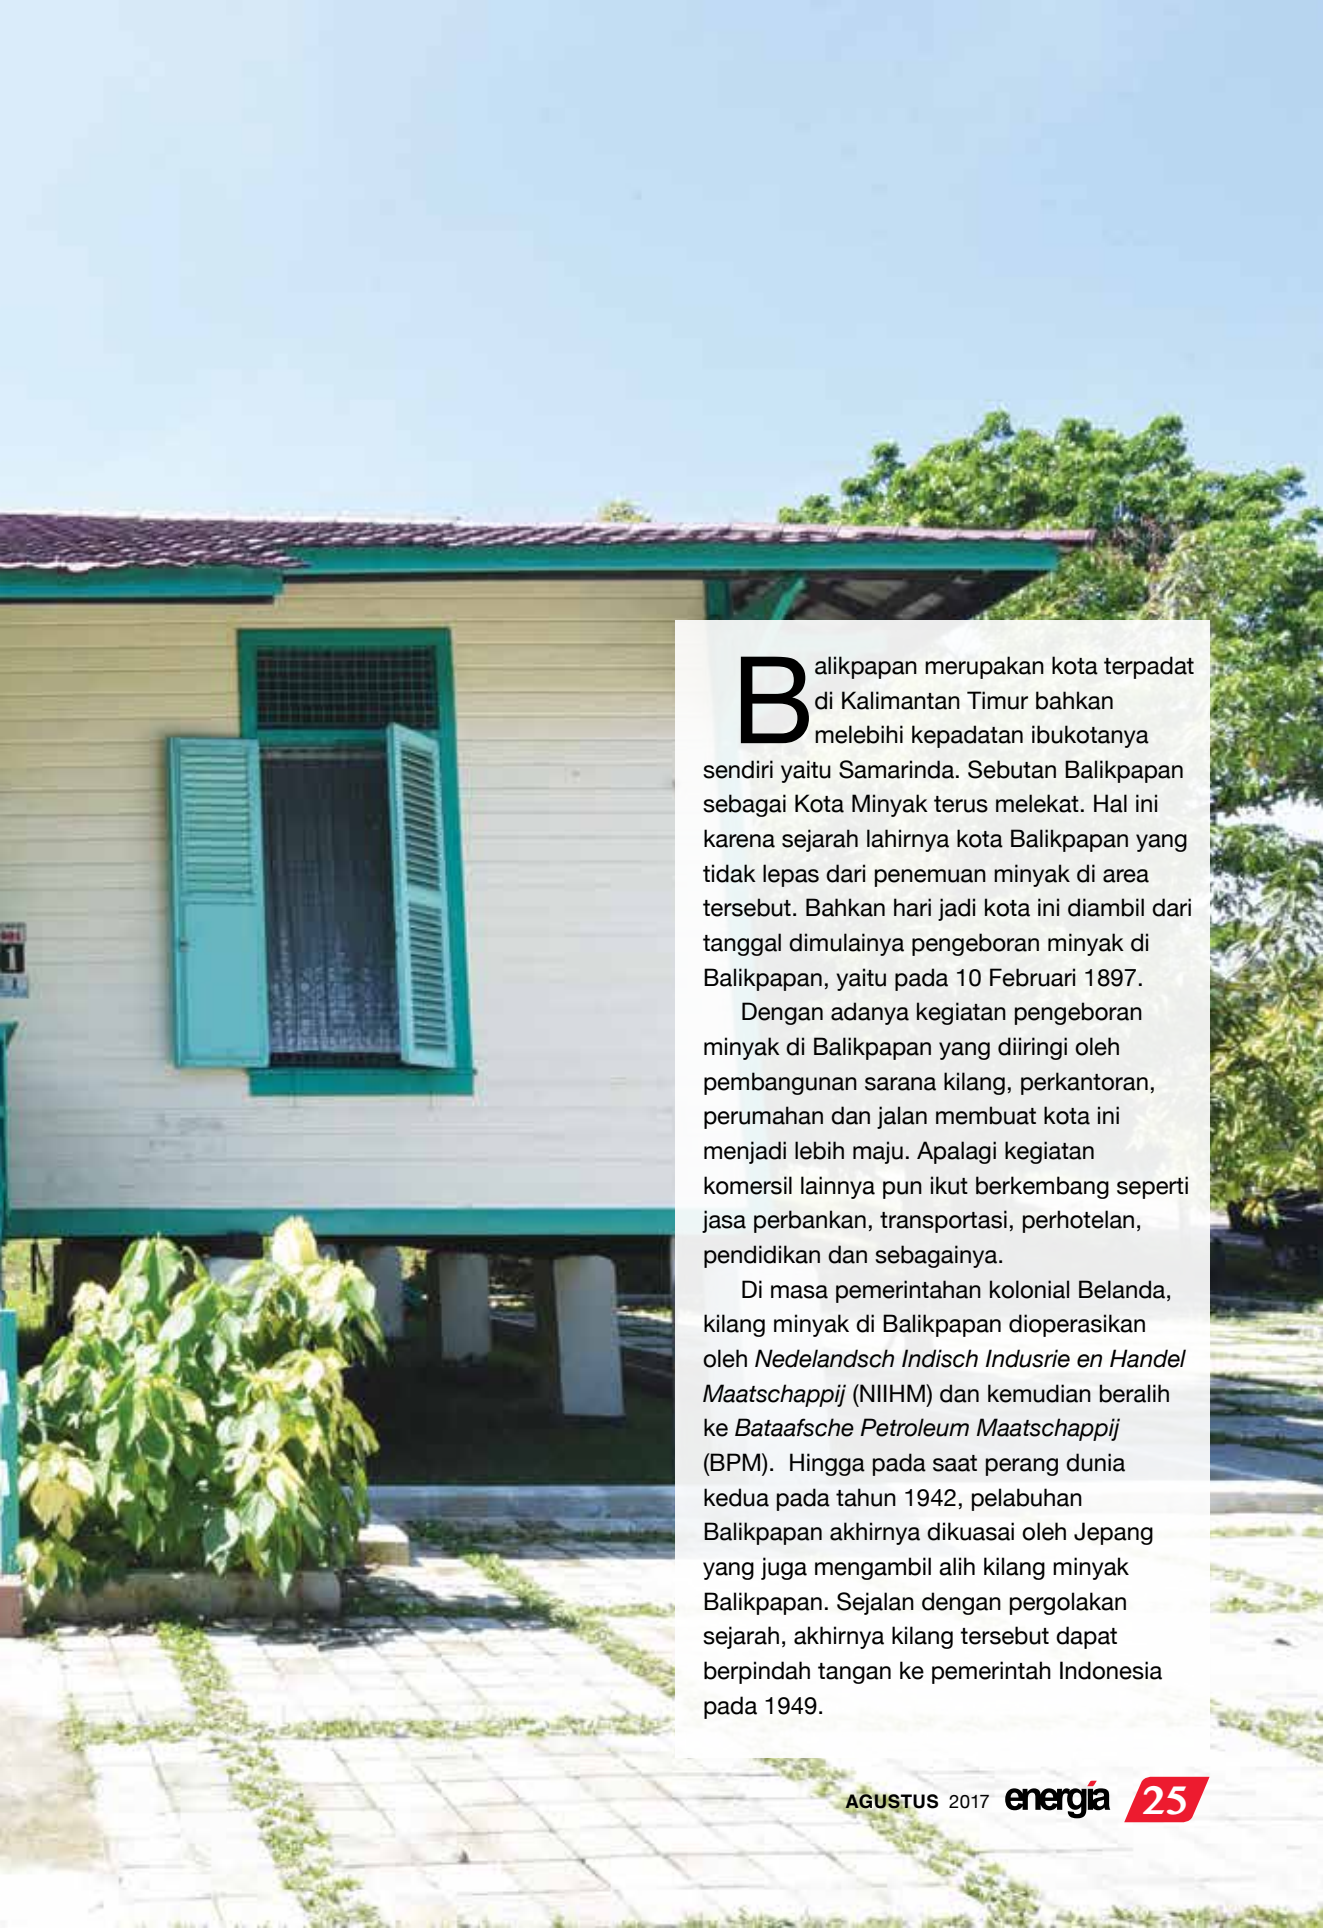 Balikpapan merupakan kota terpadat
di Kalimantan Timur bahkan
melebihi kepadatan ibukotanya
sendiri yaitu Samarinda. Sebutan Balikpapan
sebagai Kota Minyak terus melekat. Hal ini
karena sejarah lahirnya kota Balikpapan yang
tidak lepas dari penemuan minyak di area
tersebut. Bahkan hari jadi kota ini diambil dari
tanggal dimulainya pengeboran minyak di
Balikpapan, yaitu pada 10 Februari 1897.
Dengan adanya kegiatan pengeboran
minyak di Balikpapan yang diiringi oleh
pembangunan sarana kilang, perkantoran,
perumahan dan jalan membuat kota ini
menjadi lebih maju. Apalagi kegiatan
komersil lainnya pun ikut berkembang seperti
jasa perbankan, transportasi, perhotelan,
pendidikan dan sebagainya.
Di masa pemerintahan kolonial Belanda,
kilang minyak di Balikpapan dioperasikan
oleh Nedelandsch Indisch Indusrie en Handel
Maatschappij (NIIHM) dan kemudian beralih
ke Bataafsche Petroleum Maatschappij
(BPM). Hingga pada saat perang dunia
kedua pada tahun 1942, pelabuhan
Balikpapan akhirnya dikuasai oleh Jepang
yang juga mengambil alih kilang minyak
Balikpapan. Sejalan dengan pergolakan
sejarah, akhirnya kilang tersebut dapat
berpindah tangan ke pemerintah Indonesia
pada 1949.
AGUSTUS 2017 energia 25
1